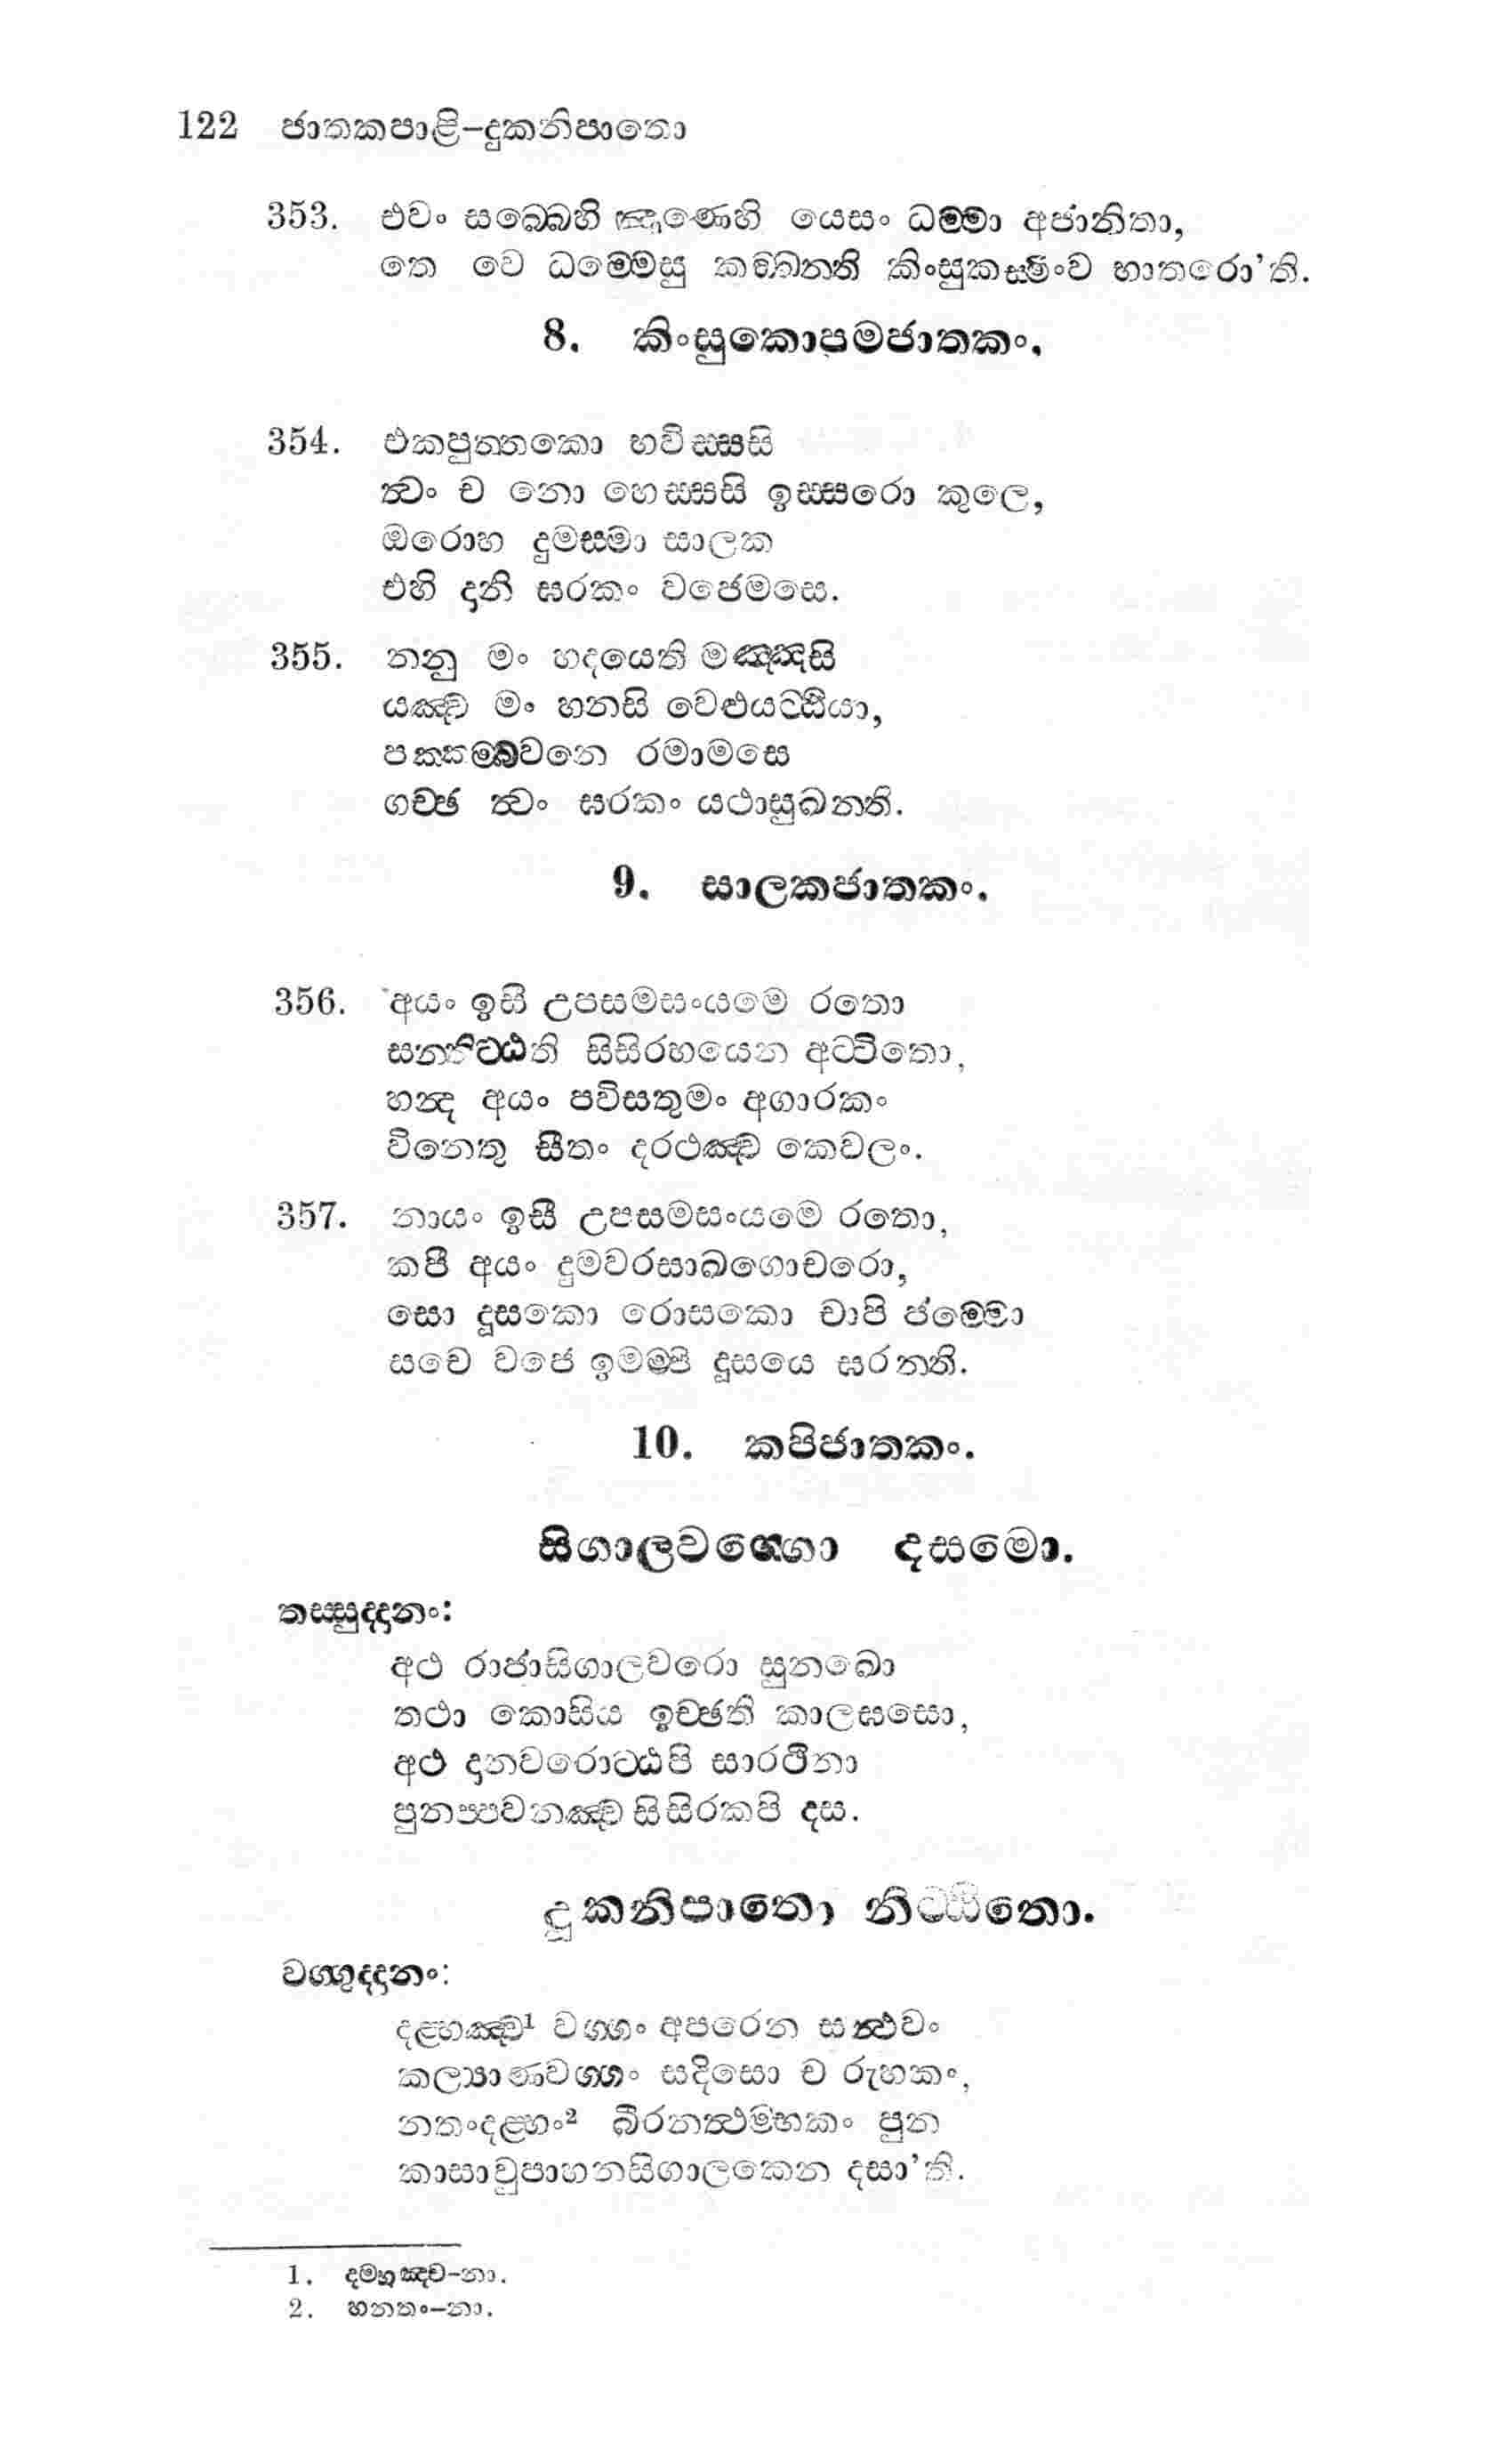 122 ජාතකපාළි-දුකනිපාතො
353. එවං සබ්බෙහි ඤාණෙහි යෙසං ධම්මා අජානිතා,
තෙ වෙ ධම්මෙසු කඞ්ඛන්ති කිංසුකස්මිංව භාතරො'ති.
8. කිංසුකොපමජාතකං.
354. එකපුත්තකො භවිස්සසි
ත්වං ච නො හෙස්සසි ඉස්සරො කුලෙ,
ඔරොහ දුමස්මා සාලක
එහි දානි ඝරකං වජෙමසෙ.
355. නනු මං හදයෙති මඤ්ඤසි
යඤ්ච මං හනසි වෙළුයට්ඨියා,
පක්කම්බවනෙ රමාමසෙ
ගච්ඡ ත්වං ඝරකං යථාසුඛන්ති.
9. සාලකජාතකං.
356. අයං ඉසී උපසමසංයමෙ රතො
සන්තිට්ඨති සිසිරභයෙන අට්ටිතො,
හන්ද අයං පවිසතුමං අගාරකං
විනෙතු සීතං දරථඤ්ච කෙවලං.
357. නායං ඉසී උපසමසංයමෙ රතො,
කපී අයං දුමවරසාඛගොචරො,
සො දූසකො රොසකො චාපි ජම්මො
සචෙ වජෙ ඉමම්පි දූසයෙ ඝරන්ති.
10. කපිජාතකං.
සිගාලවග්ගො දසමො.
තස්සුද්දානං:
අථ රාජාසිගාලවරො සුනඛො
තථා කොසිය ඉච්ඡති කාලඝසො,
අථ දානවරොට්ඨපි සාරථිනා
පුනප්පවනඤ්ච සිසිරකපි දස.
දුකනිපාතො නිට්ඨිතො.
වග්ගුද්දානං:
දළ්හඤ්ච¹ වග්ගං අපරෙන සන්ථවං
කල්‍යාණවග්ගං සදිසො ච රුහකං,
නතංදළ්හං² බීරනත්ථම්භකං පුන
කාසාවුපාහනසිගාලකෙන දසා'ති.
1. දම්හඤ්ච-නා.
2. හනතං-නා.